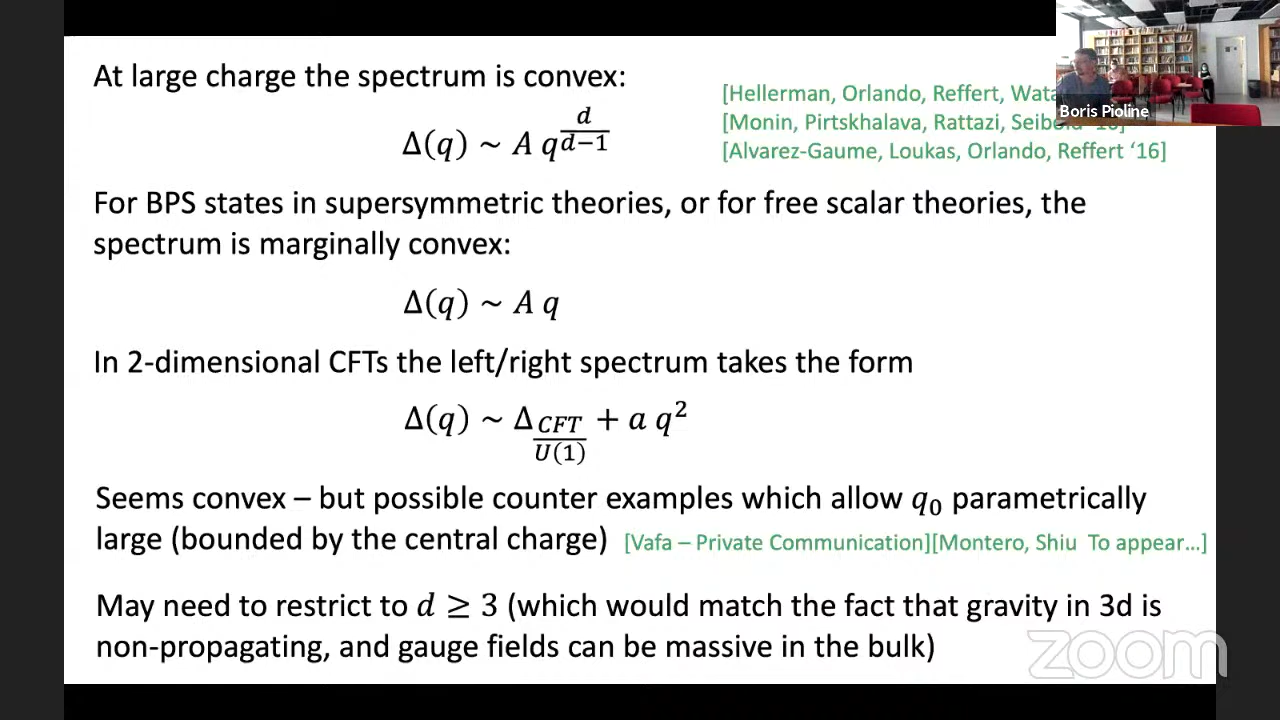 At large charge the spectrum is convex:
[Hellerman, Orlando, Reffert,
Boris Pioline
Δ(q) ~ A q^{d/(d−1)}
[Monin, Pirtskhalava, Rattazi,
[Alvarez-Gaume, Loukas, Orlando, Reffert ‘16]
For BPS states in supersymmetric theories, or for free scalar theories, the
spectrum is marginally convex:
Δ(q) ~ A q
In 2-dimensional CFTs the left/right spectrum takes the form
Δ(q) ~ Δ_{CFT/U(1)} + a q²
Seems convex – but possible counter examples which allow q₀ parametrically
large (bounded by the central charge) [Vafa – Private Communication][Montero, Shiu To appear…]
May need to restrict to d ≥ 3 (which would match the fact that gravity in 3d is
non-propagating, and gauge fields can be massive in the bulk)
zoom